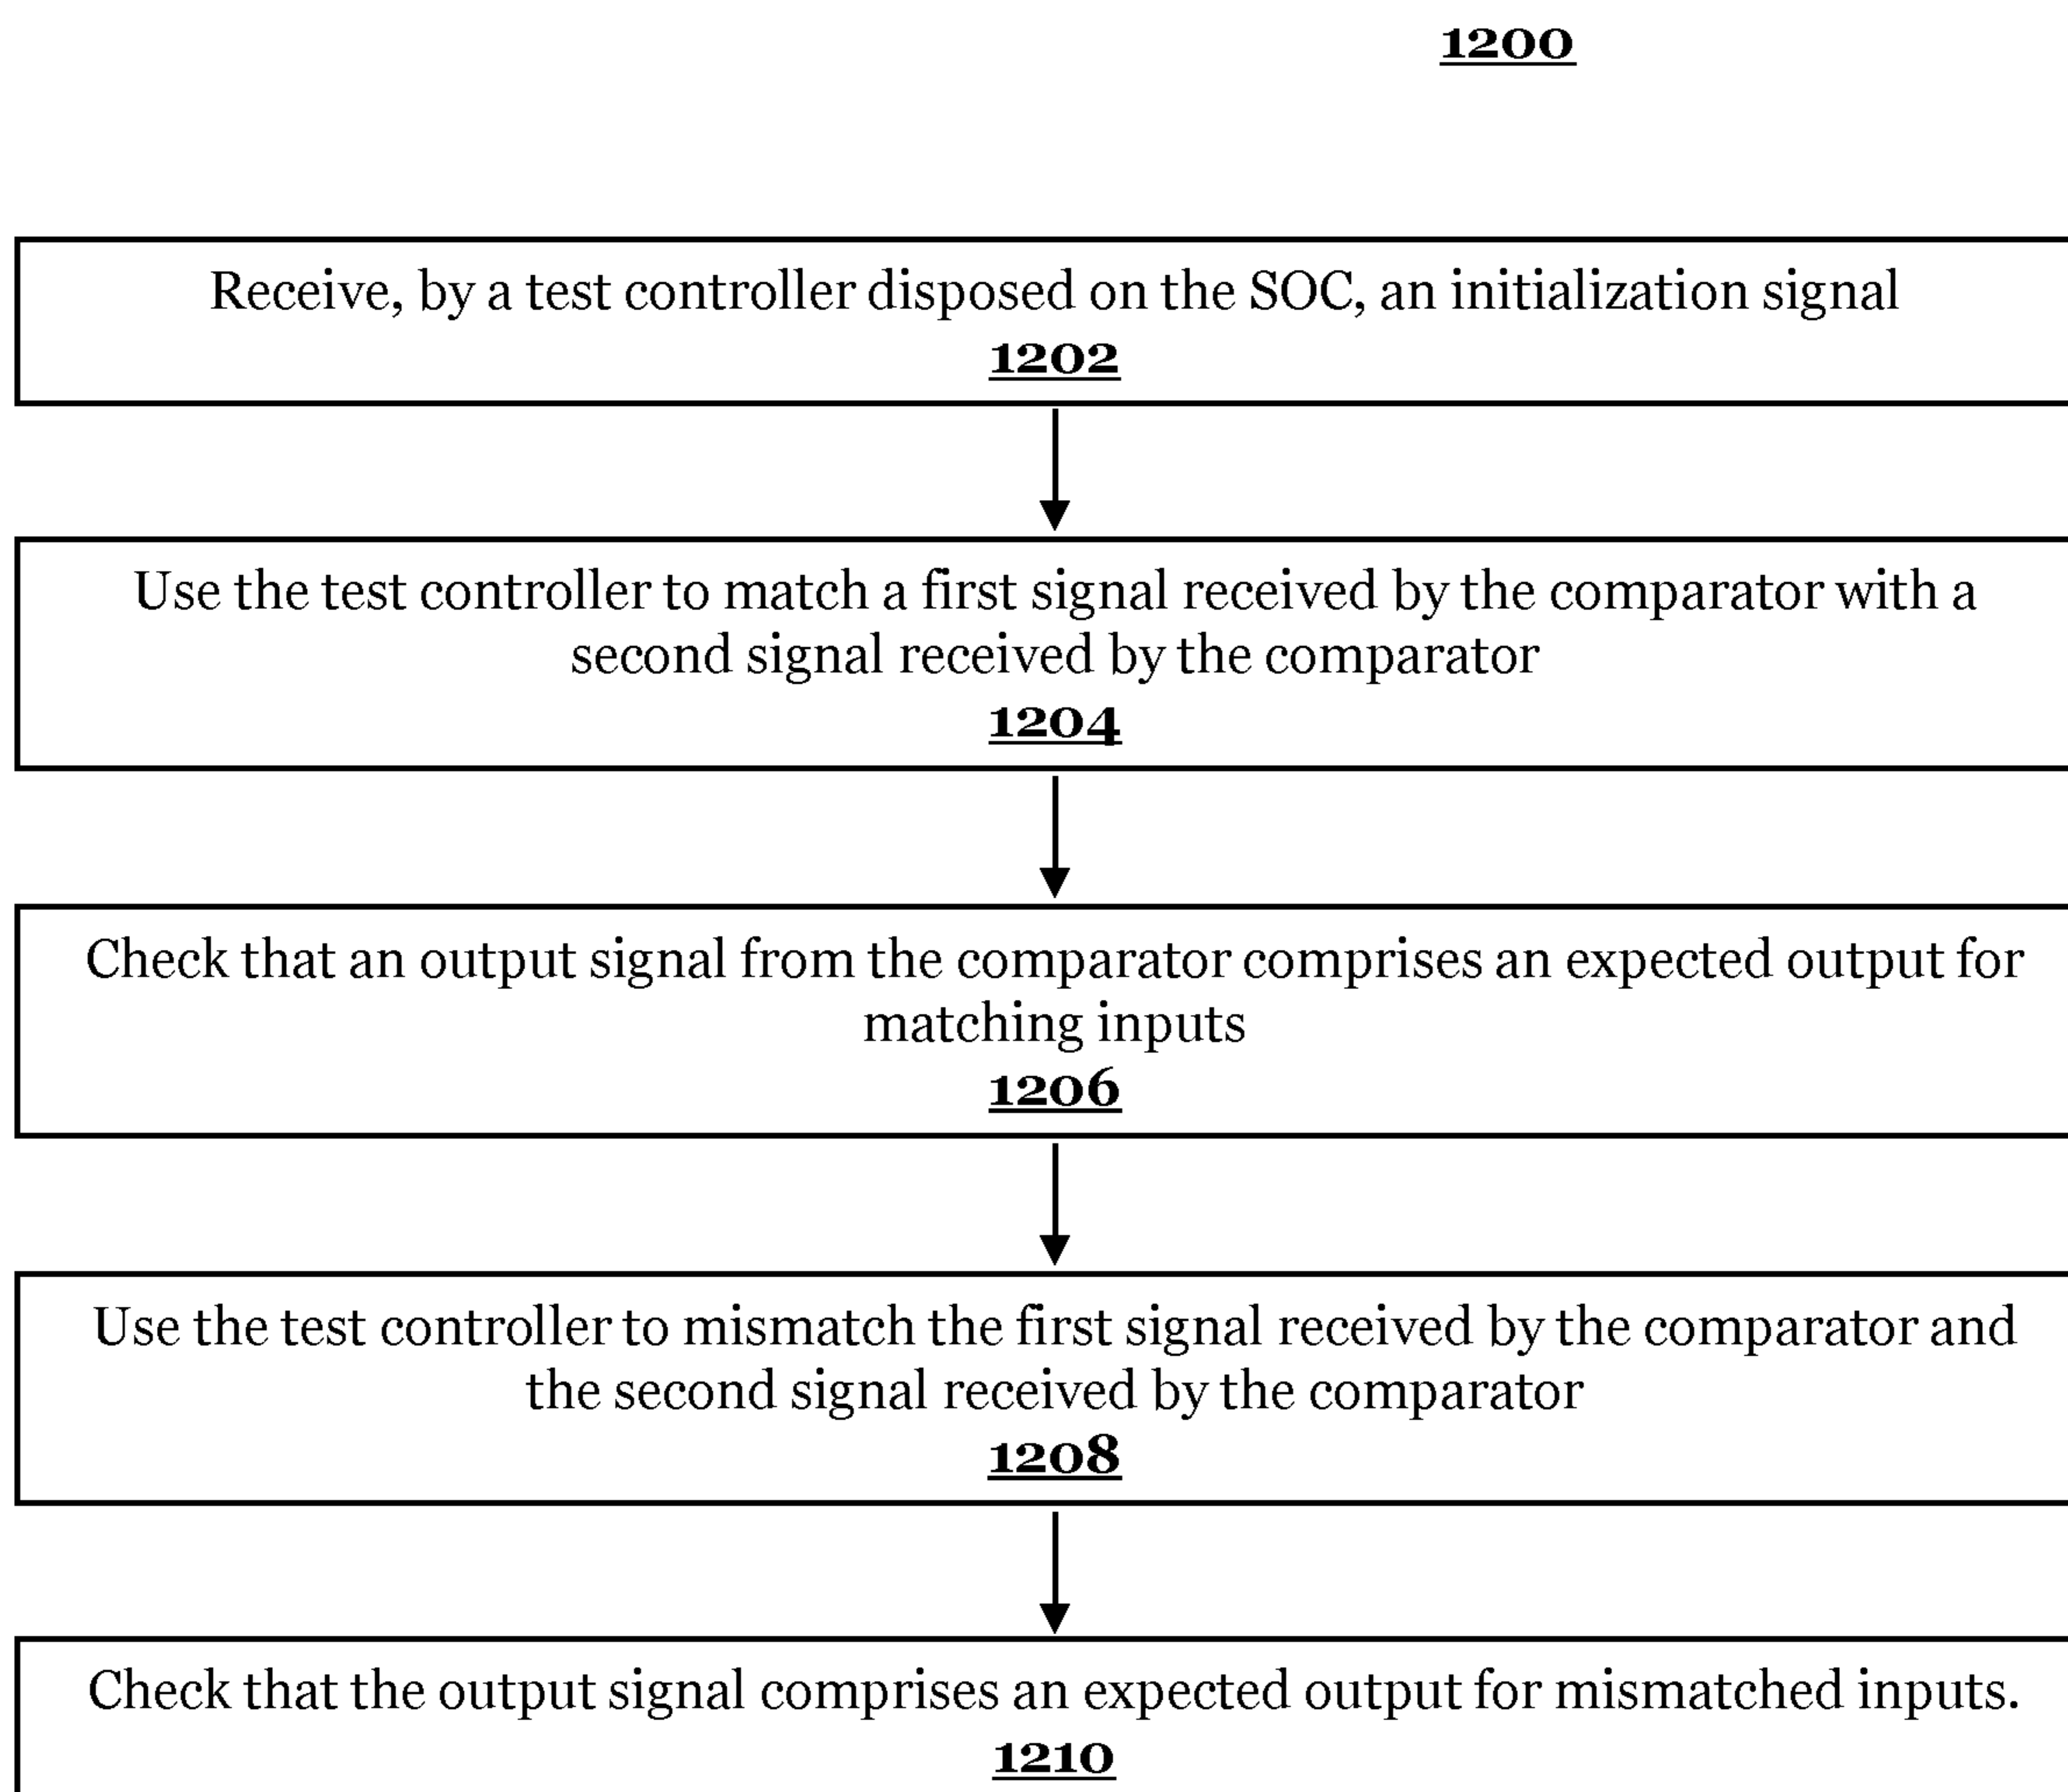 1200
Receive, by a test controller disposed on the SOC, an initialization signal
1202
Use the test controller to match a first signal received by the comparator with a
second signal received by the comparator
1204
Check that an output signal from the comparator comprises an expected output for
matching inputs
1206
Use the test controller to mismatch the first signal received by the comparator and
the second signal received by the comparator
1208
Check that the output signal comprises an expected output for mismatched inputs.
1210